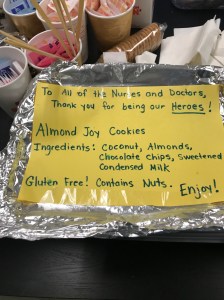 To All of the Nurses and Doctors,
Thank you for being our Heroes!
Almond Joy Cookies
Ingredients: Coconut, Almonds,
Chocolate Chips, Sweetened
Condensed Milk
Gluten Free! Contains Nuts. Enjoy!